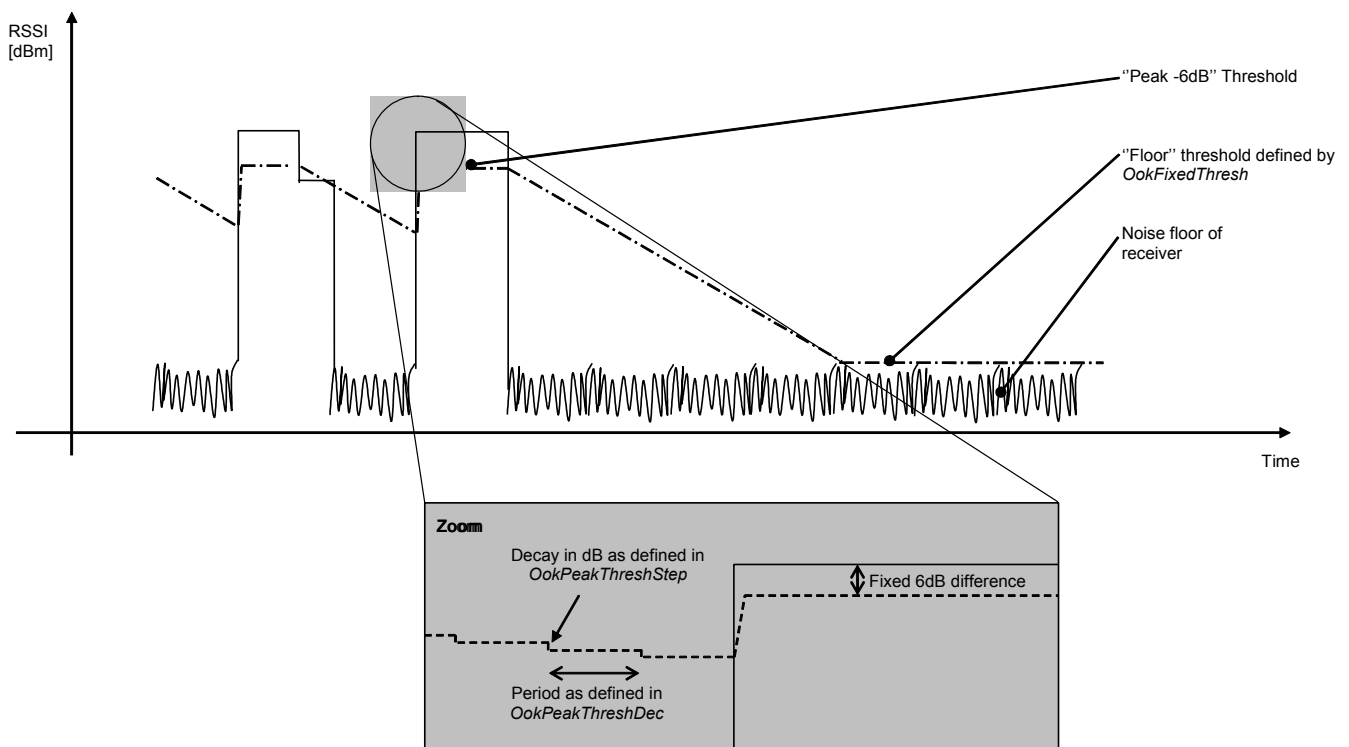 RSSI
[dBm]
‘’Peak -6dB’’ Threshold
‘’Floor’’ threshold defined by
OokFixedThresh
Noise floor of
receiver
Time
Zoom
Decay in dB as defined in
OokPeakThreshStep
Fixed 6dB difference
Period as defined in
OokPeakThreshDec